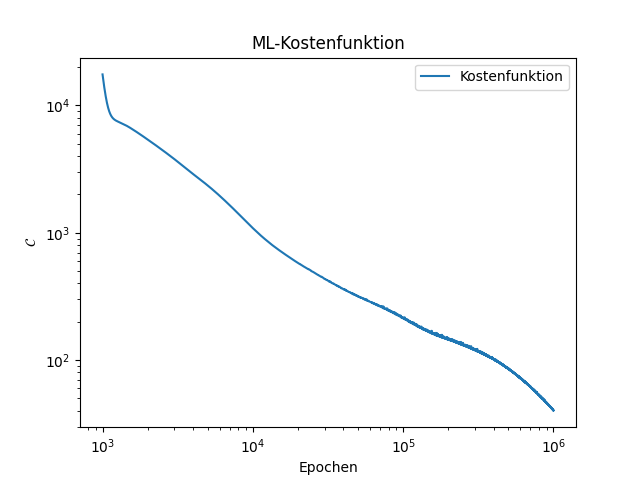 ML-Kostenfunktion
Kostenfunktion
10⁴
10³
10²
𝒞
10³ 10⁴ 10⁵ 10⁶
Epochen